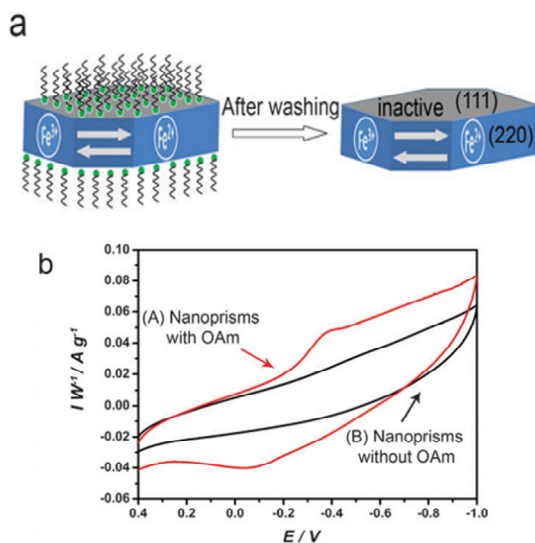 a
After washing
inactive (111)
(220)
Fe³⁺
Fe²⁺
Fe³⁺
Fe²⁺
b
(A) Nanoprisms
with OAm
(B) Nanoprisms
without OAm
I W⁻¹/ A g⁻¹
0.10
0.08
0.06
0.04
0.02
0.00
-0.02
-0.04
-0.06
0.4 0.2 0.0 -0.2 -0.4 -0.6 -0.8 -1.0
E / V